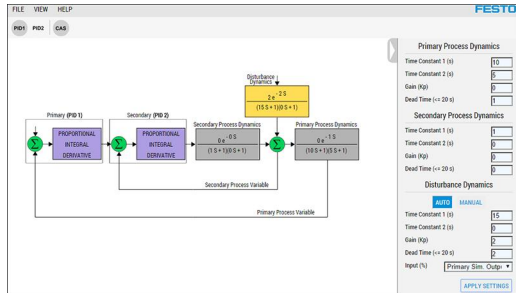 FILE VIEW HELP
FESTO
PID1 PID2 CAS
Disturbance
Dynamics
2 e - 2 S
(15 S + 1)(0 S + 1)
Primary (PID 1)
Secondary (PID 2)
Secondary Process Dynamics
Primary Process Dynamics
PROPORTIONAL
INTEGRAL
DERIVATIVE
PROPORTIONAL
INTEGRAL
DERIVATIVE
0 e - 0 S
(1 S + 1)(0 S + 1)
0 e - 1 S
(10 S + 1)(5 S + 1)
Σ
Σ
Σ
Secondary Process Variable
Primary Process Variable
Primary Process Dynamics
Time Constant 1 (s) 10
Time Constant 2 (s) 5
Gain (Kp) 0
Dead Time (<= 20 s) 1
Secondary Process Dynamics
Time Constant 1 (s) 1
Time Constant 2 (s) 0
Gain (Kp) 0
Dead Time (<= 20 s) 0
Disturbance Dynamics
AUTO MANUAL
Time Constant 1 (s) 15
Time Constant 2 (s) 0
Gain (Kp) 2
Dead Time (<= 20 s) 2
Input (%) Primary Sim. Outpu
APPLY SETTINGS